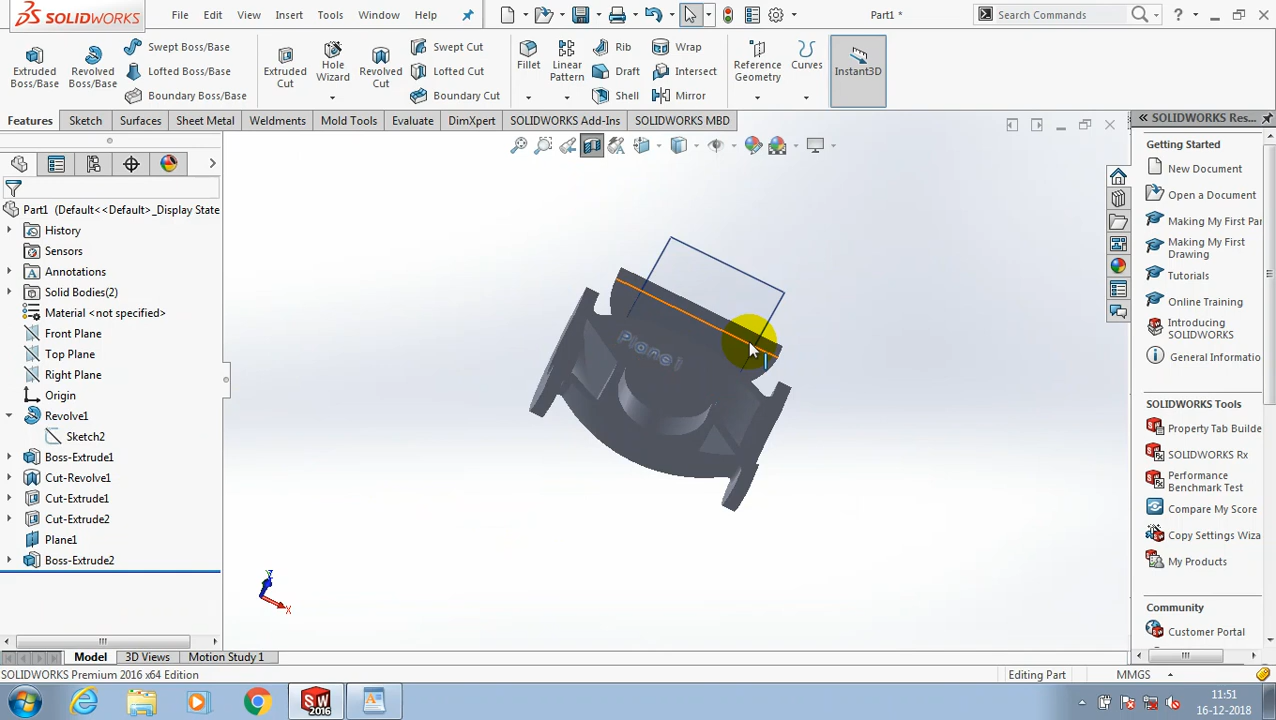 SOLIDWORKS File Edit View Insert Tools Window Help Part1 * Search Commands ?
Extruded Boss/Base Revolved Boss/Base Swept Boss/Base Lofted Boss/Base Boundary Boss/Base Extruded Cut Hole Wizard Revolved Cut Swept Cut Lofted Cut Boundary Cut Fillet Linear Pattern Rib Draft Shell Wrap Intersect Mirror Reference Geometry Curves Instant3D
Features Sketch Surfaces Sheet Metal Weldments Mold Tools Evaluate DimXpert SOLIDWORKS Add-Ins SOLIDWORKS MBD
Part1 (Default<<Default>_Display State
History
Sensors
Annotations
Solid Bodies(2)
Material <not specified>
Front Plane
Top Plane
Right Plane
Origin
Revolve1
Sketch2
Boss-Extrude1
Cut-Revolve1
Cut-Extrude1
Cut-Extrude2
Plane1
Boss-Extrude2
Plane1
X
SOLIDWORKS Res...
Getting Started
New Document
Open a Document
Making My First Par
Making My First
Drawing
Tutorials
Online Training
Introducing
SOLIDWORKS
General Informatio
SOLIDWORKS Tools
Property Tab Builde
SOLIDWORKS Rx
Performance
Benchmark Test
Compare My Score
Copy Settings Wiza
My Products
Community
Customer Portal
Model 3D Views Motion Study 1
SOLIDWORKS Premium 2016 x64 Edition Editing Part MMGS
SW 2016
11:51
16-12-2018